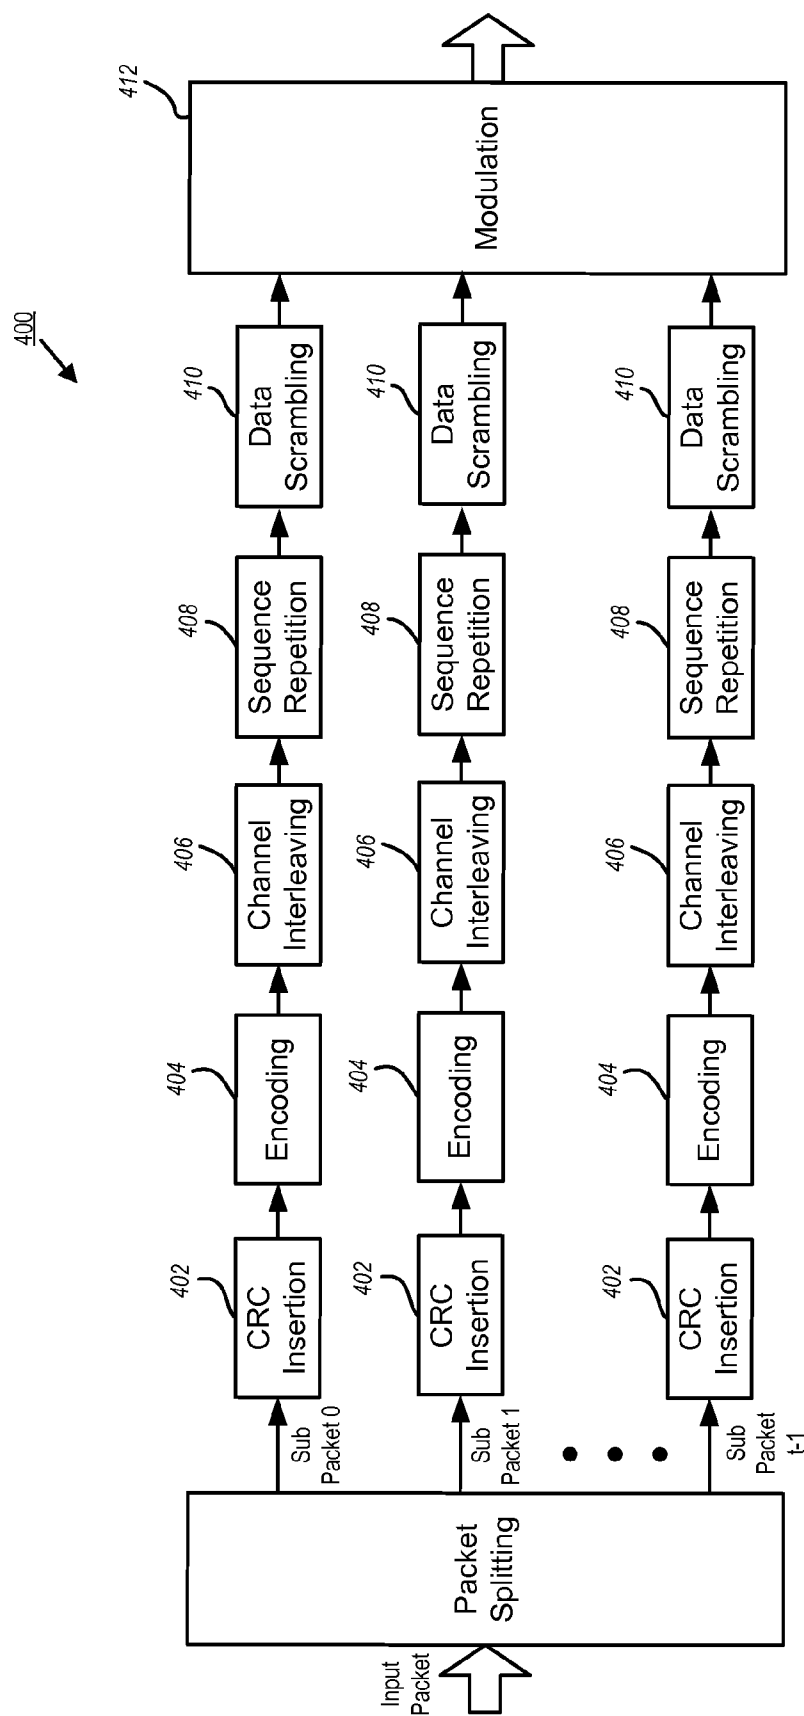 400
Input
Packet
Packet
Splitting
Sub
Packet 0
402
CRC
Insertion
404
Encoding
406
Channel
Interleaving
408
Sequence
Repetition
410
Data
Scrambling
Sub
Packet 1
402
CRC
Insertion
404
Encoding
406
Channel
Interleaving
408
Sequence
Repetition
410
Data
Scrambling
Sub
Packet
t-1
402
CRC
Insertion
404
Encoding
406
Channel
Interleaving
408
Sequence
Repetition
410
Data
Scrambling
412
Modulation